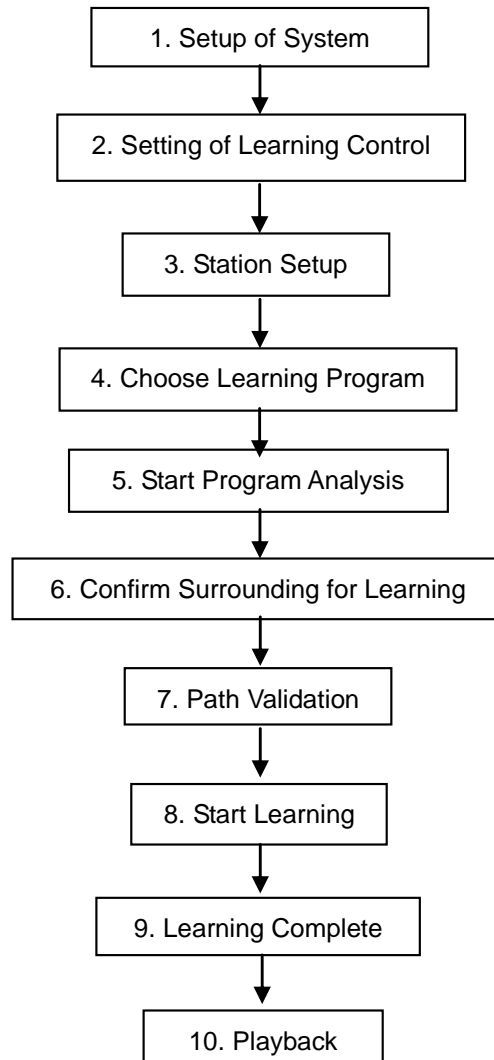 1. Setup of System
2. Setting of Learning Control
3. Station Setup
4. Choose Learning Program
5. Start Program Analysis
6. Confirm Surrounding for Learning
7. Path Validation
8. Start Learning
9. Learning Complete
10. Playback